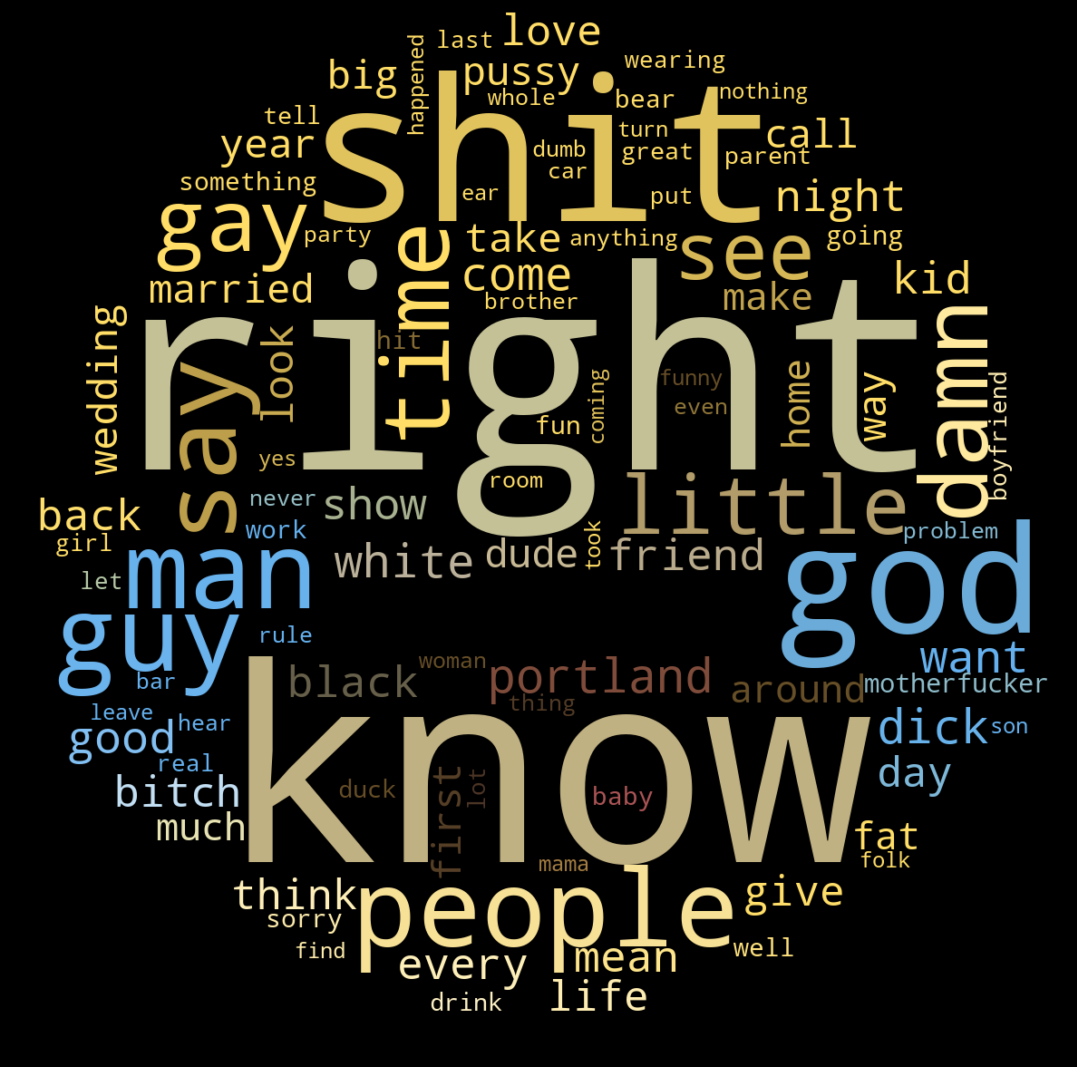 last
love
happened
wearing
big
pussy
whole
bear
nothing
shit
tell
year
turn
call
dumb
great
parent
car
something
ear
put
night
gay
party
time
take
anything
see
going
married
come
brother
make
kid
right
wedding
look
hit
damn
say
funny
coming
home
way
boyfriend
even
fun
yes
room
never
show
little
back
work
girl
took
problem
white
dude
friend
god
man
let
guy
rule
want
bar
black
woman
portland
around
motherfucker
thing
leave
hear
know
dick
son
good
real
day
bitch
duck
first
lot
baby
much
fat
mama
folk
think
people
give
sorry
find
every
mean
well
drink
life